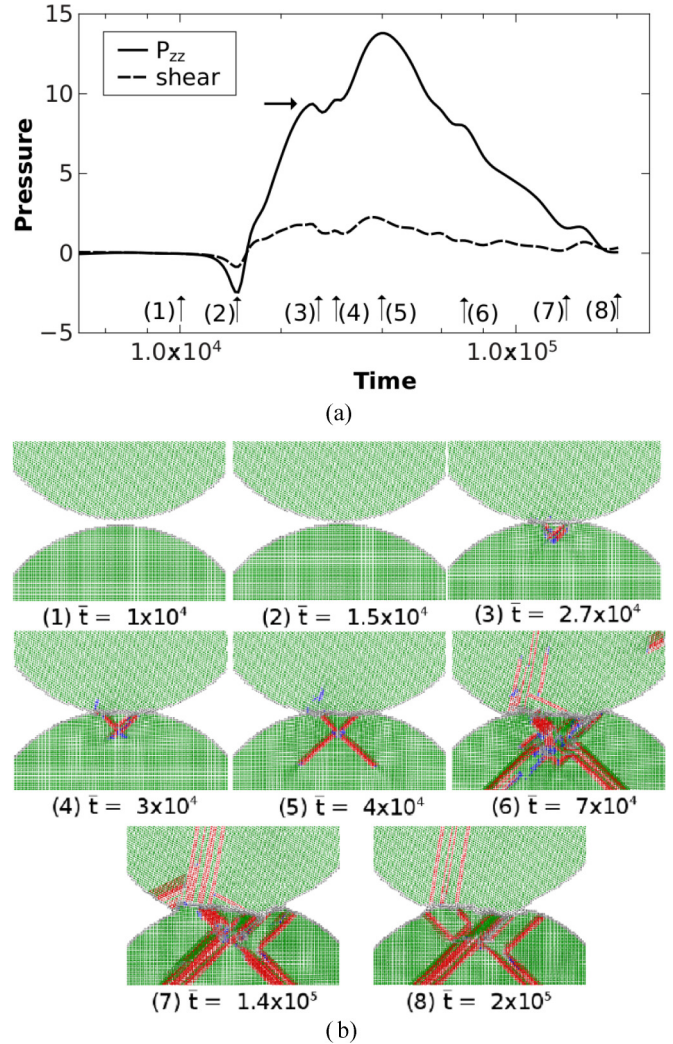 15
10
5
0
−5
Pressure
P_zz
shear
(1) (2) (3) (4) (5) (6) (7) (8)
1.0x10^4 1.0x10^5
Time
(a)
(1) t̄ = 1x10^4 (2) t̄ = 1.5x10^4 (3) t̄ = 2.7x10^4
(4) t̄ = 3x10^4 (5) t̄ = 4x10^4 (6) t̄ = 7x10^4
(7) t̄ = 1.4x10^5 (8) t̄ = 2x10^5
(b)